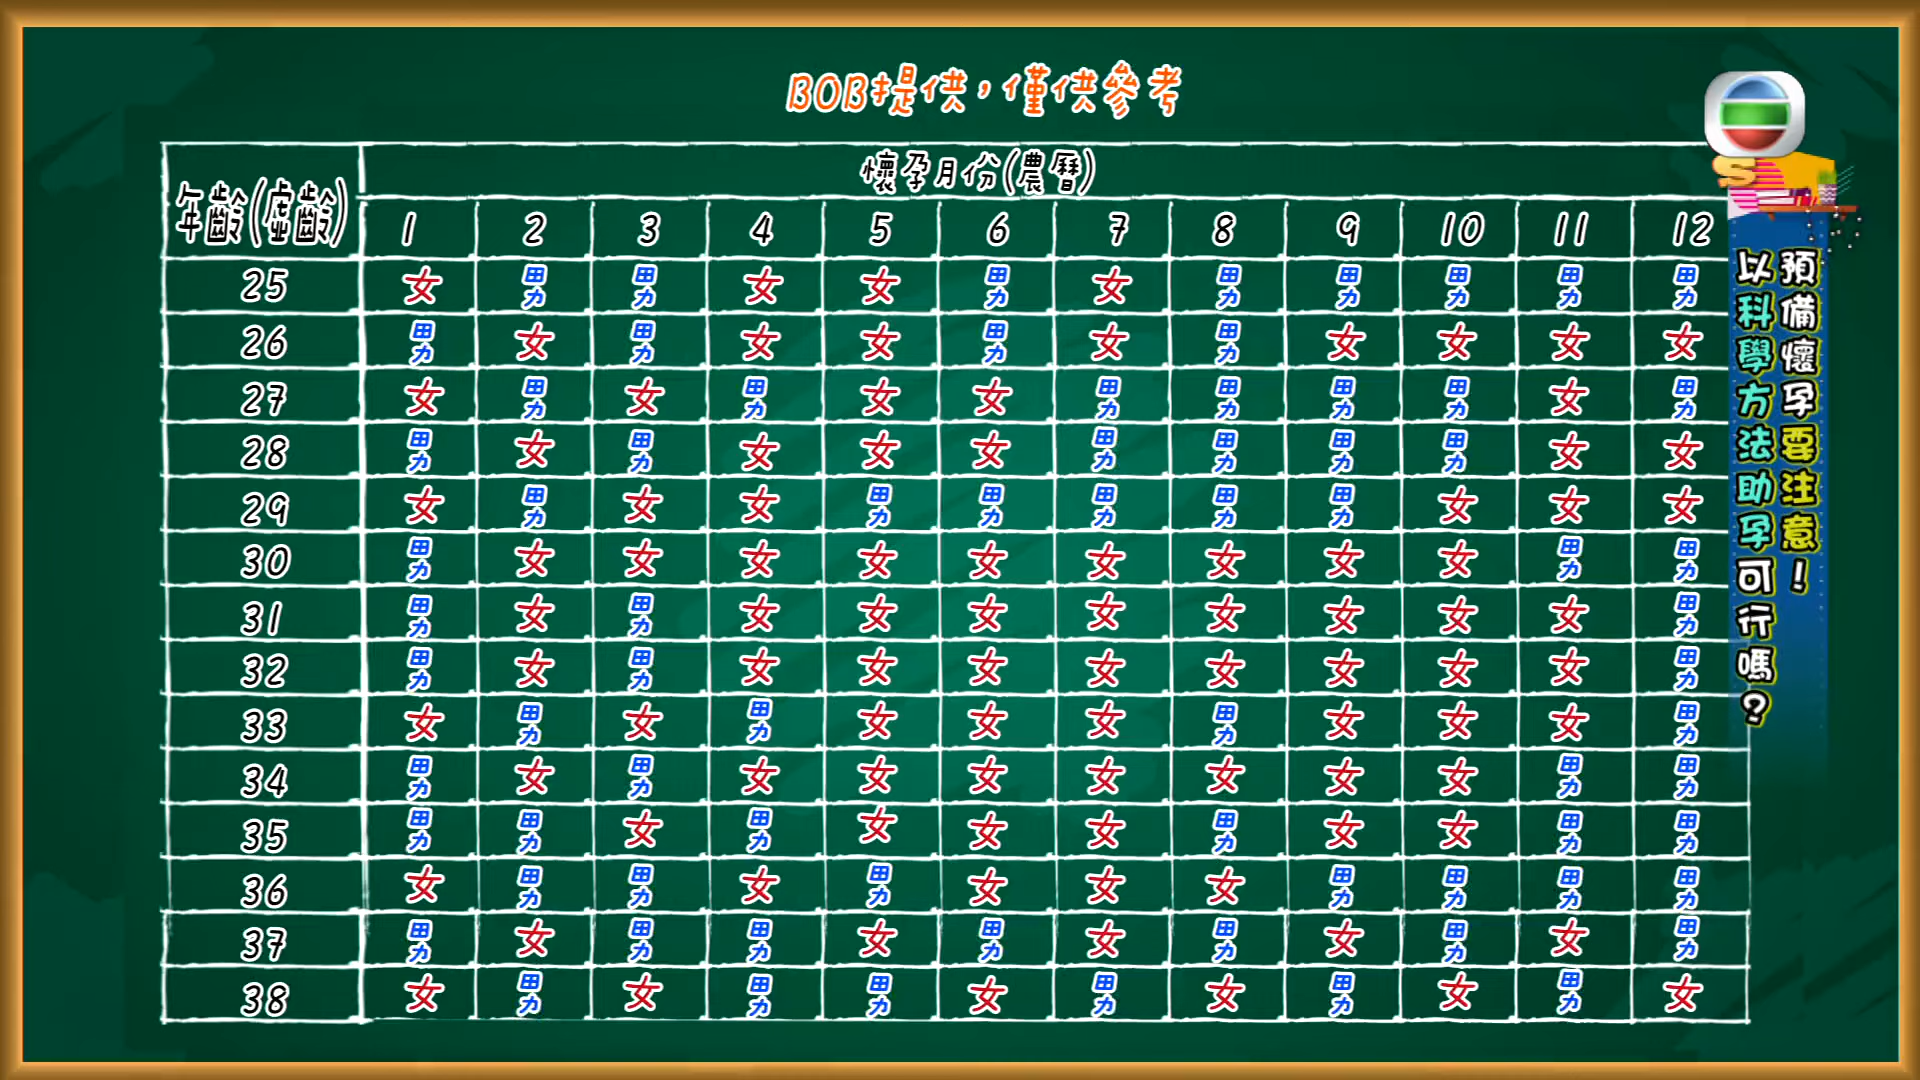 BOB提供，僅供參考
年齡(虛齡) 懷孕月份(農曆)
1 2 3 4 5 6 7 8 9 10 11 12
25 女 男 男 女 女 男 女 男 男 男 男 男
26 男 女 男 女 女 男 女 男 女 女 女 女
27 女 男 女 男 女 女 男 男 男 男 女 男
28 男 女 男 女 女 女 男 男 男 男 女 女
29 女 男 女 女 男 男 男 男 男 女 女 女
30 男 女 女 女 女 女 女 女 女 女 男 男
31 男 女 男 女 女 女 女 女 女 女 女 男
32 男 女 男 女 女 女 女 女 女 女 女 男
33 女 男 女 男 女 女 女 男 女 女 女 男
34 男 女 男 女 女 女 女 女 女 女 男 男
35 男 男 女 男 女 女 女 男 女 女 男 男
36 女 男 男 女 男 女 女 女 男 男 男 男
37 男 女 男 男 女 男 女 男 女 男 女 男
38 女 男 女 男 男 女 男 女 男 女 男 女
S
預備懷孕要注意！
以科學方法助孕可行嗎？